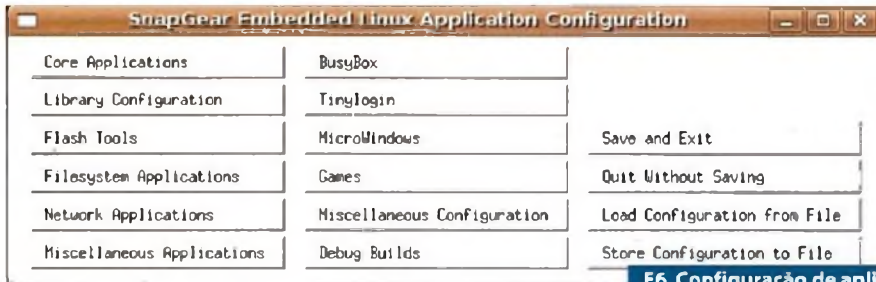 SnapGear Embedded Linux Application Configuration
Core Applications
Library Configuration
Flash Tools
Filesystem Applications
Network Applications
Miscellaneous Applications
BusyBox
Tinylogin
MicroWindows
Games
Miscellaneous Configuration
Debug Builds
Save and Exit
Quit Without Saving
Load Configuration from File
Store Configuration to File
F6. Configuração de